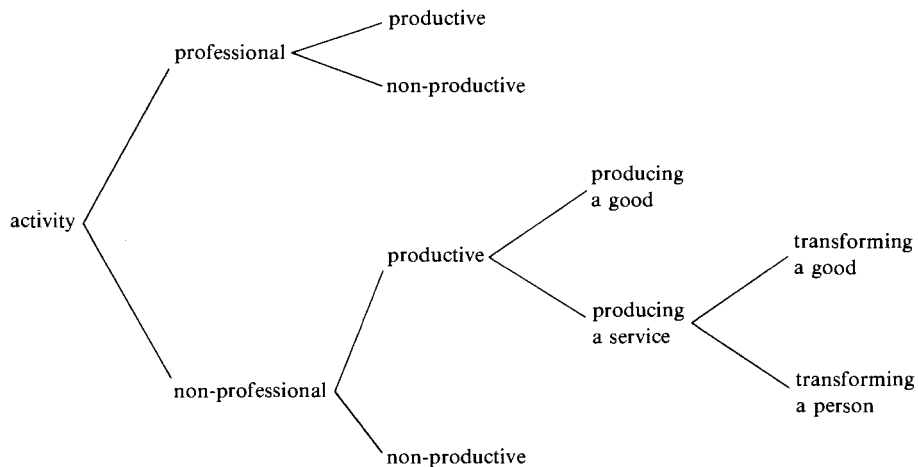 productive
professional
non-productive
producing
a good
activity
productive
transforming
a good
producing
a service
non-professional
transforming
a person
non-productive